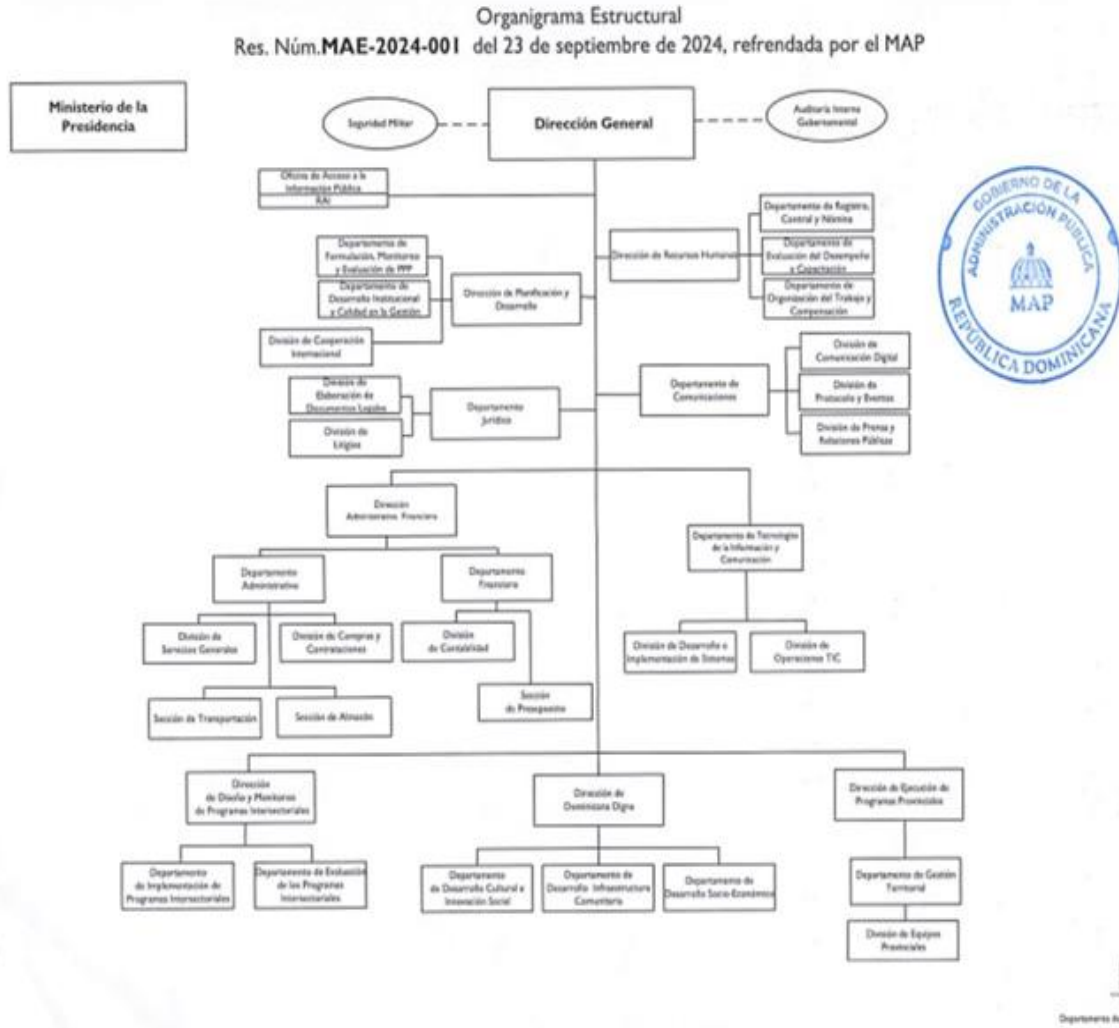 Organigrama Estructural
Res. Núm.MAE-2024-001 del 23 de septiembre de 2024, refrendada por el MAP
Ministerio de la
Presidencia
Seguridad Militar
Dirección General
Auditoría Interna
Gubernamental
Oficina de Acceso a la
Información Pública
RAI
Departamento de
Formulación, Monitoreo
y Evaluación de PPP
Departamento de
Desarrollo Institucional
y Calidad en la Gestión
División de Cooperación
Internacional
Dirección de Planificación y
Desarrollo
Dirección de Recursos Humanos
Departamento de Registro,
Control y Nómina
Departamento de
Evaluación del Desempeño
y Capacitación
Departamento de
Organización del Trabajo y
Compensación
GOBIERNO DE LA
REPÚBLICA DOMINICANA
ADMINISTRACIÓN PÚBLICA
MAP
División de
Elaboración de
Documentos Legales
División de
Litigios
Departamento
Jurídico
Departamento de
Comunicaciones
División de
Comunicación Digital
División de
Protocolo y Eventos
División de Prensa y
Relaciones Públicas
Dirección
Administrativa Financiera
Departamento de Tecnologías
de la Información y
Comunicación
Departamento
Administrativo
Departamento
Financiero
División de
Servicios Generales
División de Compras y
Contrataciones
División
de Contabilidad
División de Desarrollo e
Implementación de Sistemas
División de
Operaciones TIC
Sección de Transportación
Sección de Almacén
Sección
de Presupuesto
Dirección
de Diseño y Monitoreo
de Programas Intersectoriales
Dirección de
Dominicana Digna
Dirección de Ejecución de
Programas Provinciales
Departamento
de Implementación de
Programas Intersectoriales
Departamento de Evaluación
de los Programas
Intersectoriales
Departamento
de Desarrollo Cultural e
Innovación Social
Departamento de
Desarrollo Infraestructura
Comunitaria
Departamento de
Desarrollo Socio-Económico
Departamento de Gestión
Territorial
División de Equipos
Provinciales
Departamento de